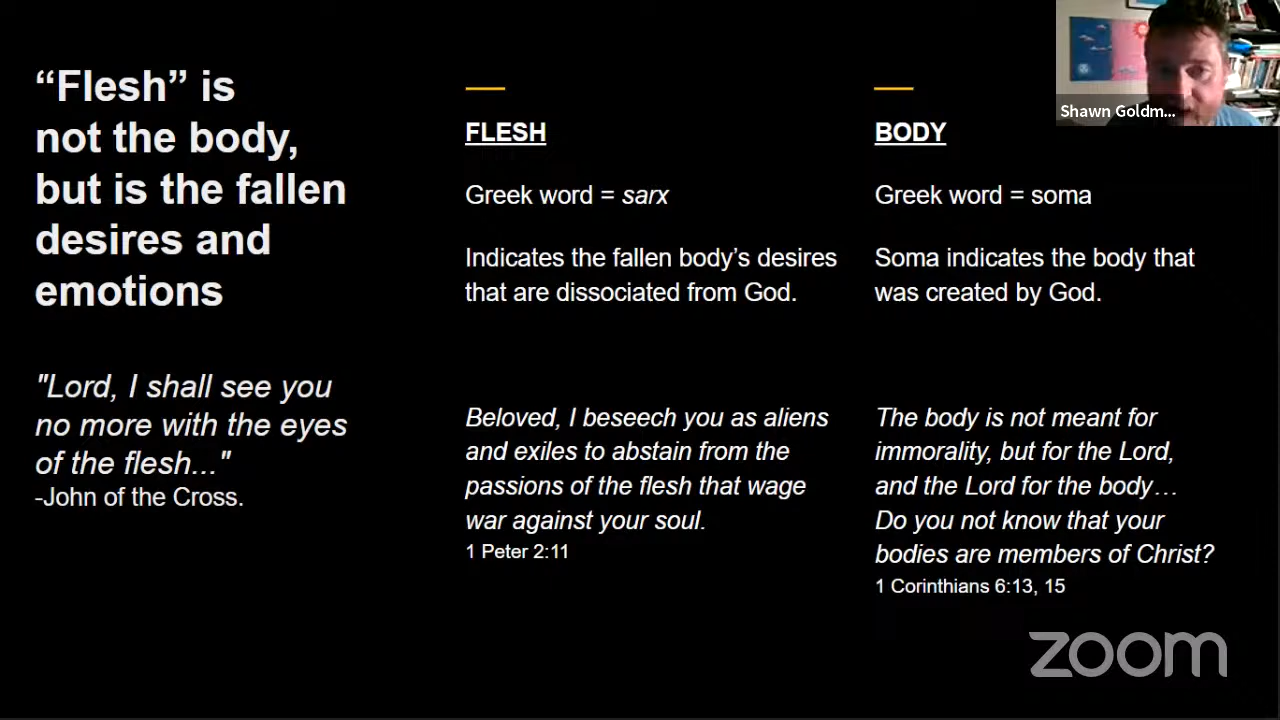 “Flesh” is
not the body,
but is the fallen
desires and
emotions
"Lord, I shall see you
no more with the eyes
of the flesh..."
-John of the Cross.
FLESH
Greek word = sarx
Indicates the fallen body’s desires
that are dissociated from God.
Beloved, I beseech you as aliens
and exiles to abstain from the
passions of the flesh that wage
war against your soul.
1 Peter 2:11
BODY
Greek word = soma
Soma indicates the body that
was created by God.
The body is not meant for
immorality, but for the Lord,
and the Lord for the body…
Do you not know that your
bodies are members of Christ?
1 Corinthians 6:13, 15
Shawn Goldm...
zoom